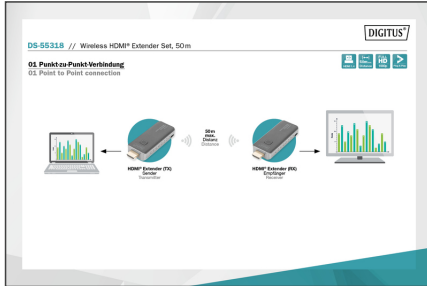 DIGITUS®
DS-55318 // Wireless HDMI® Extender Set, 50m
01 Punkt-zu-Punkt-Verbindung
01 Point to Point connection
HD
50m
max.
Distanz
Distance
HDMI® Extender (TX)
Sender
Transmitter
HDMI® Extender (RX)
Empfänger
Receiver